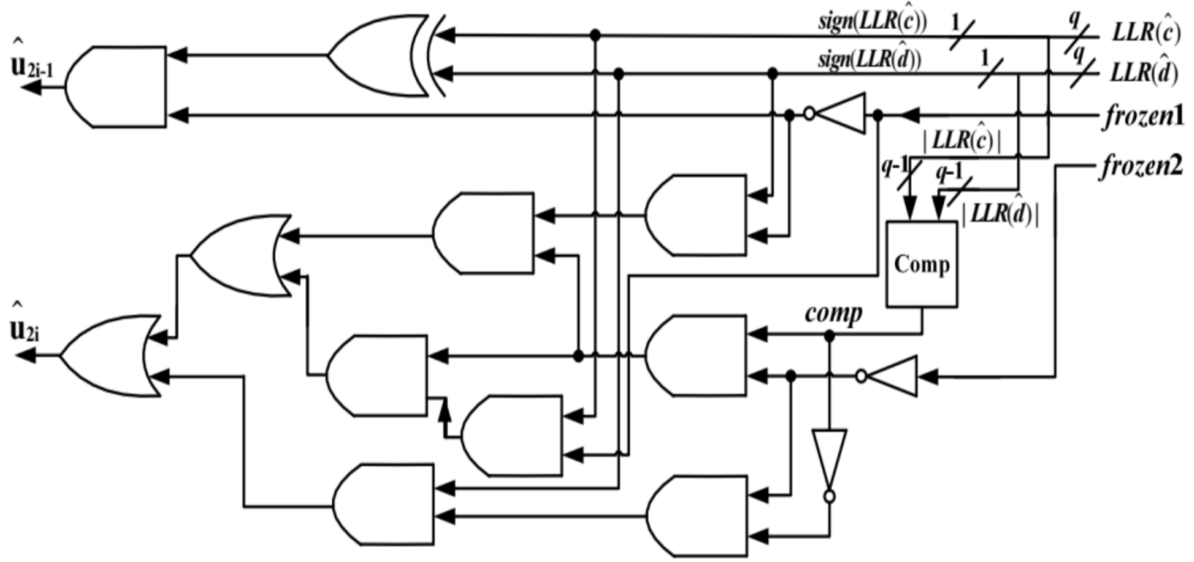 sign(LLR(ĉ)) 1 q LLR(ĉ)
û2i-1 sign(LLR(d̂)) 1 q LLR(d̂)
frozen1
|LLR(ĉ)|
q-1 q-1 frozen2
|LLR(d̂)|
Comp
comp
û2i